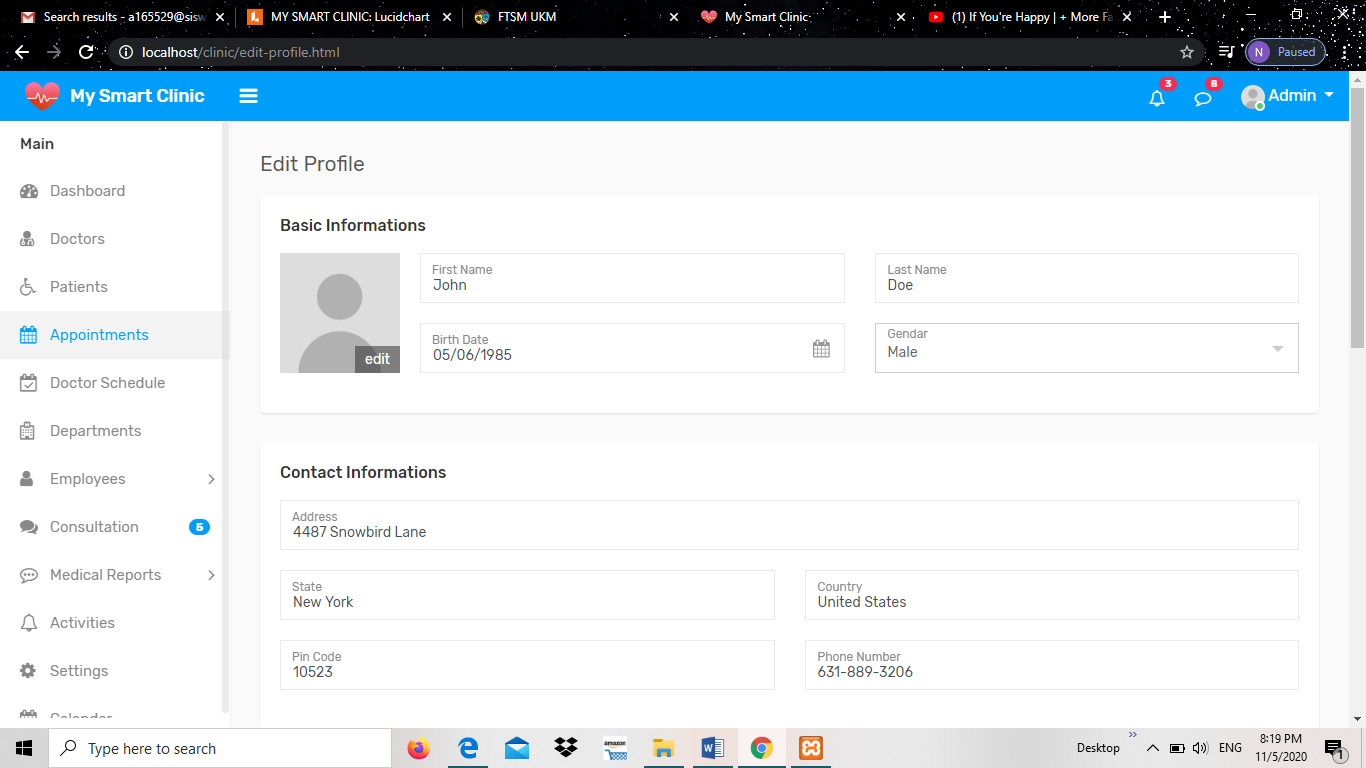 Search results - a165529@sisw
MY SMART CLINIC: Lucidchart
FTSM UKM
My Smart Clinic
(1) If You're Happy | + More Fa
localhost/clinic/edit-profile.html
N Paused
My Smart Clinic
3
8
Admin
Main
Dashboard
Doctors
Patients
Appointments
Doctor Schedule
Departments
Employees
Consultation 5
Medical Reports
Activities
Settings
Calendar
Edit Profile
Basic Informations
edit
First Name
John
Last Name
Doe
Birth Date
05/06/1985
Gendar
Male
Contact Informations
Address
4487 Snowbird Lane
State
New York
Country
United States
Pin Code
10523
Phone Number
631-889-3206
Type here to search
amazon
Desktop
ENG
8:19 PM
11/5/2020
1